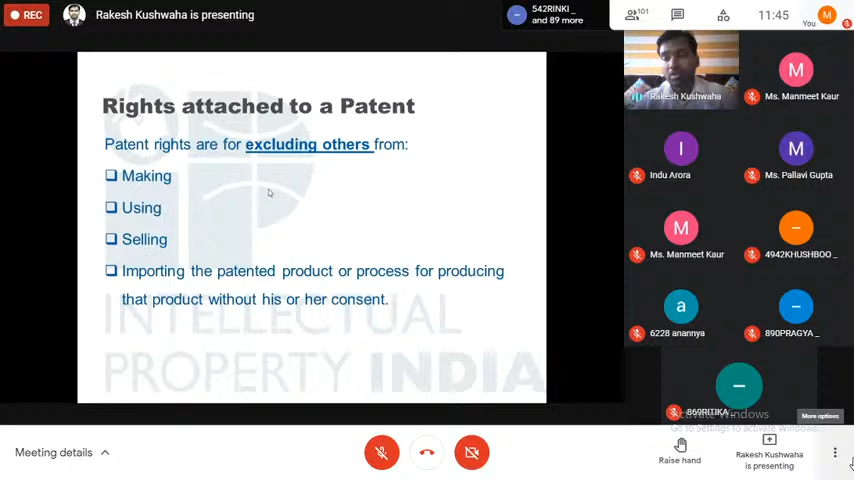 REC
Rakesh Kushwaha is presenting
542RINKI _
and 89 more
101
11:45
You
M
Rights attached to a Patent
Patent rights are for excluding others from:
Making
Using
Selling
Importing the patented product or process for producing
that product without his or her consent.
INTELLECTUAL
PROPERTY INDIA
Rakesh Kushwaha
M
Ms. Manmeet Kaur
I
Indu Arora
M
Ms. Pallavi Gupta
M
Ms. Manmeet Kaur
4942KHUSHBOO _
a
6228 anannya
890PRAGYA _
869RITIKA _
Activate Windows
Go to Settings to activate Windows.
More options
Meeting details
Raise hand
Rakesh Kushwaha
is presenting